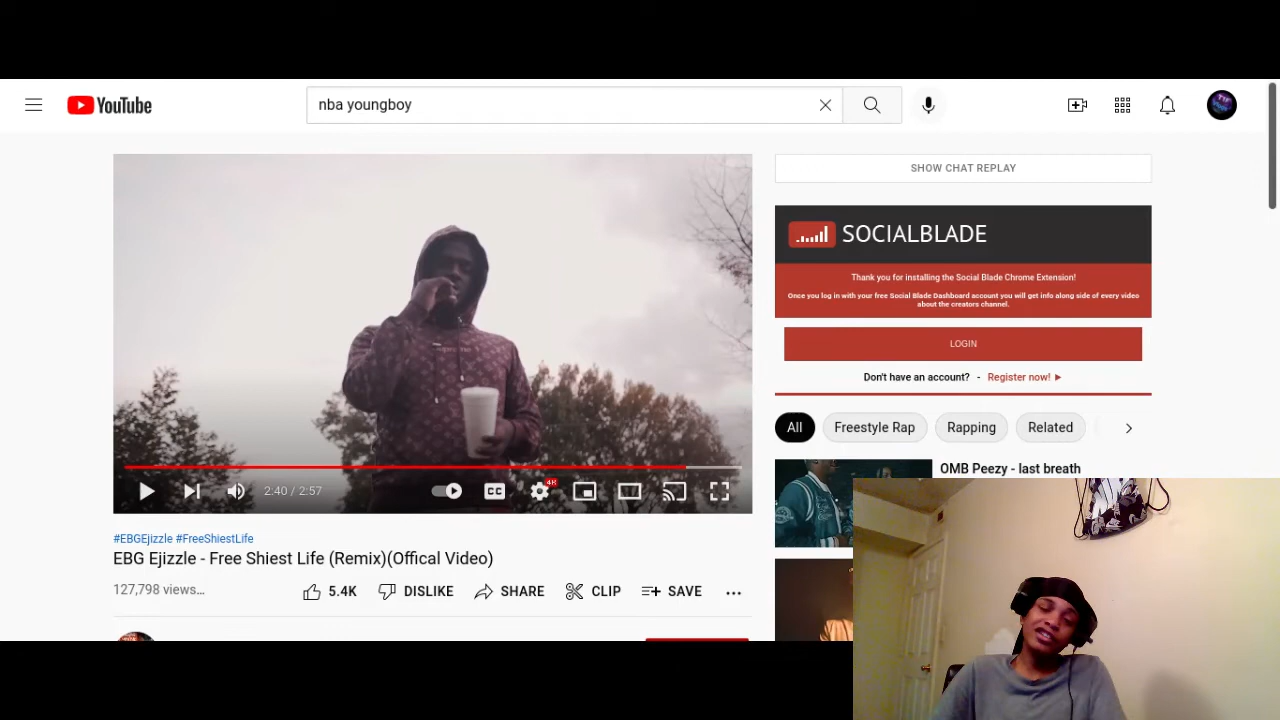 YouTube
nba youngboy
SHOW CHAT REPLAY
SOCIALBLADE
Thank you for installing the Social Blade Chrome Extension!
Once you log in with your free Social Blade Dashboard account you will get info along side of every video
about the creators channel.
LOGIN
Don't have an account? - Register now! ►
All Freestyle Rap Rapping Related
OMB Peezy - last breath
2:40 / 2:57
CC
4K
#EBGEjizzle #FreeShiestLife
EBG Ejizzle - Free Shiest Life (Remix)(Offical Video)
127,798 views...
5.4K DISLIKE SHARE CLIP SAVE